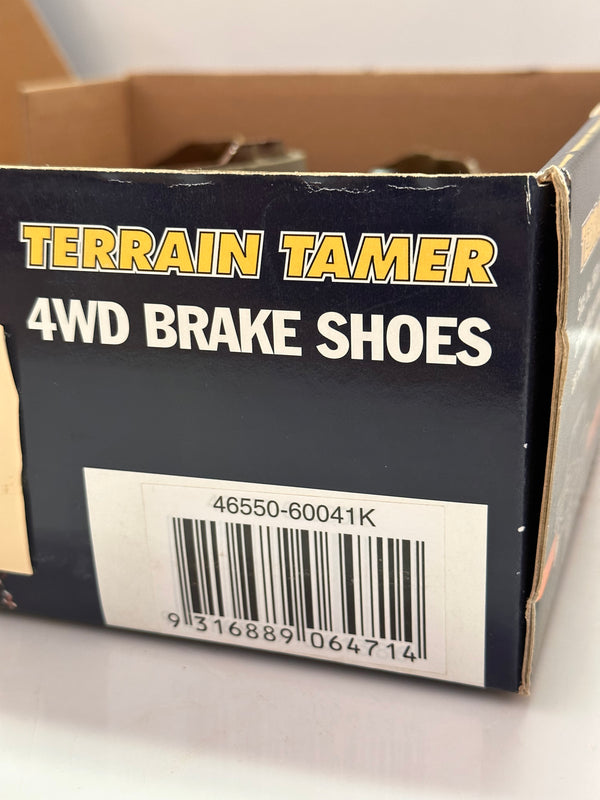 TERRAIN TAMER
4WD BRAKE SHOES
46550-60041K
9 316889 064714